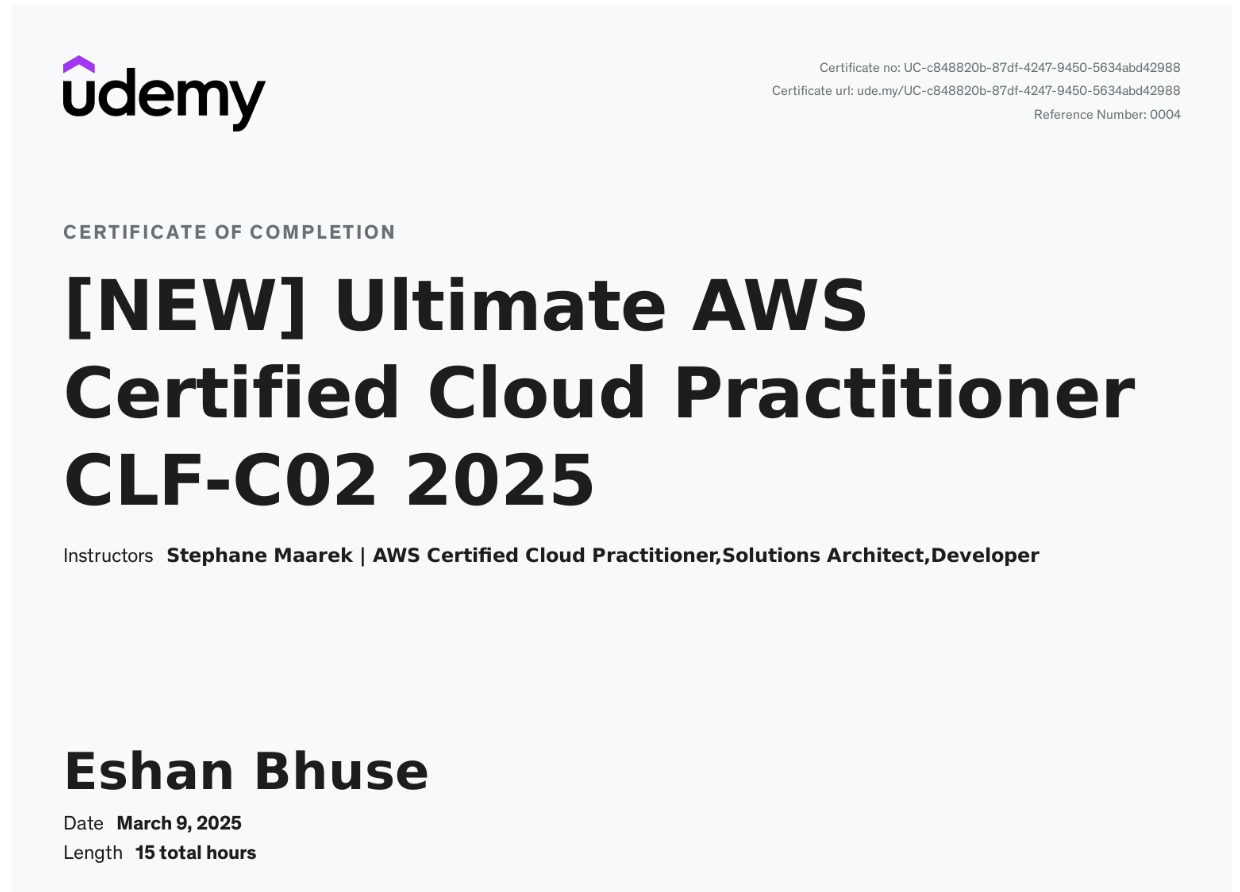 udemy
Certificate no: UC-c848820b-87df-4247-9450-5634abd42988
Certificate url: ude.my/UC-c848820b-87df-4247-9450-5634abd42988
Reference Number: 0004
CERTIFICATE OF COMPLETION
[NEW] Ultimate AWS
Certified Cloud Practitioner
CLF-C02 2025
Instructors Stephane Maarek | AWS Certified Cloud Practitioner,Solutions Architect,Developer
Eshan Bhuse
Date March 9, 2025
Length 15 total hours